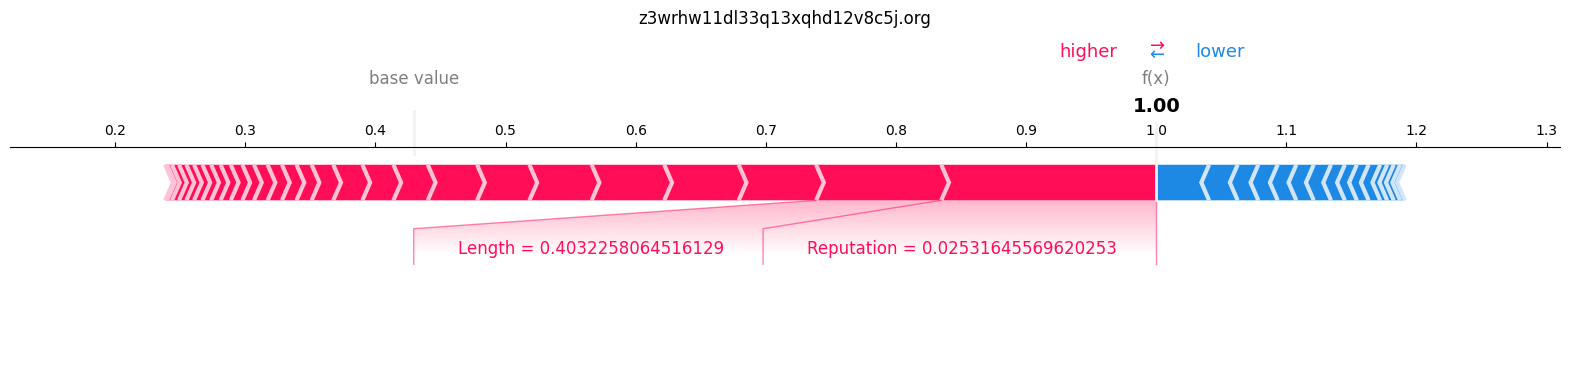 z3wrhw11dl33q13xqhd12v8c5j.org
higher ⇄ lower
base value f(x)
1.00
0.2 0.3 0.4 0.5 0.6 0.7 0.8 0.9 1.0 1.1 1.2 1.3
Length = 0.4032258064516129 Reputation = 0.02531645569620253